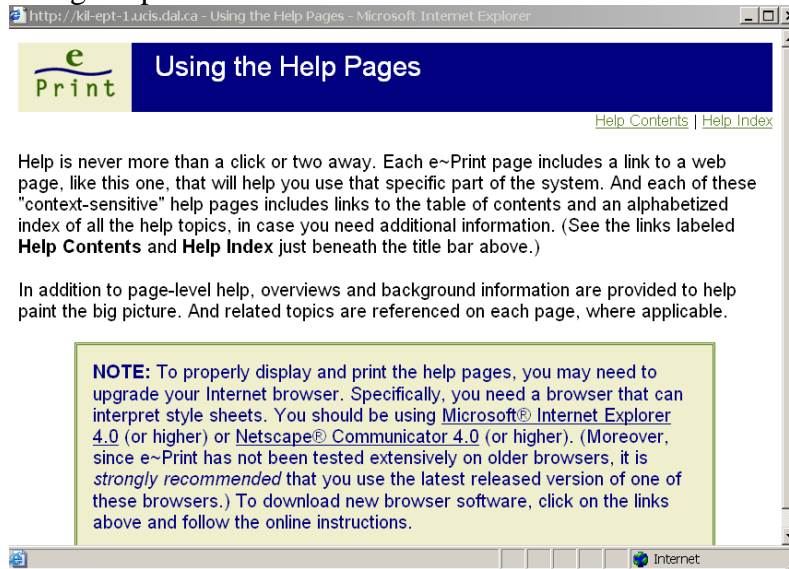 http://kil-ept-1.ucis.dal.ca - Using the Help Pages - Microsoft Internet Explorer
e
Print
Using the Help Pages
Help Contents | Help Index
Help is never more than a click or two away. Each e~Print page includes a link to a web
page, like this one, that will help you use that specific part of the system. And each of these
"context-sensitive" help pages includes links to the table of contents and an alphabetized
index of all the help topics, in case you need additional information. (See the links labeled
Help Contents and Help Index just beneath the title bar above.)
In addition to page-level help, overviews and background information are provided to help
paint the big picture. And related topics are referenced on each page, where applicable.
NOTE: To properly display and print the help pages, you may need to
upgrade your Internet browser. Specifically, you need a browser that can
interpret style sheets. You should be using Microsoft® Internet Explorer
4.0 (or higher) or Netscape® Communicator 4.0 (or higher). (Moreover,
since e~Print has not been tested extensively on older browsers, it is
strongly recommended that you use the latest released version of one of
these browsers.) To download new browser software, click on the links
above and follow the online instructions.
Internet